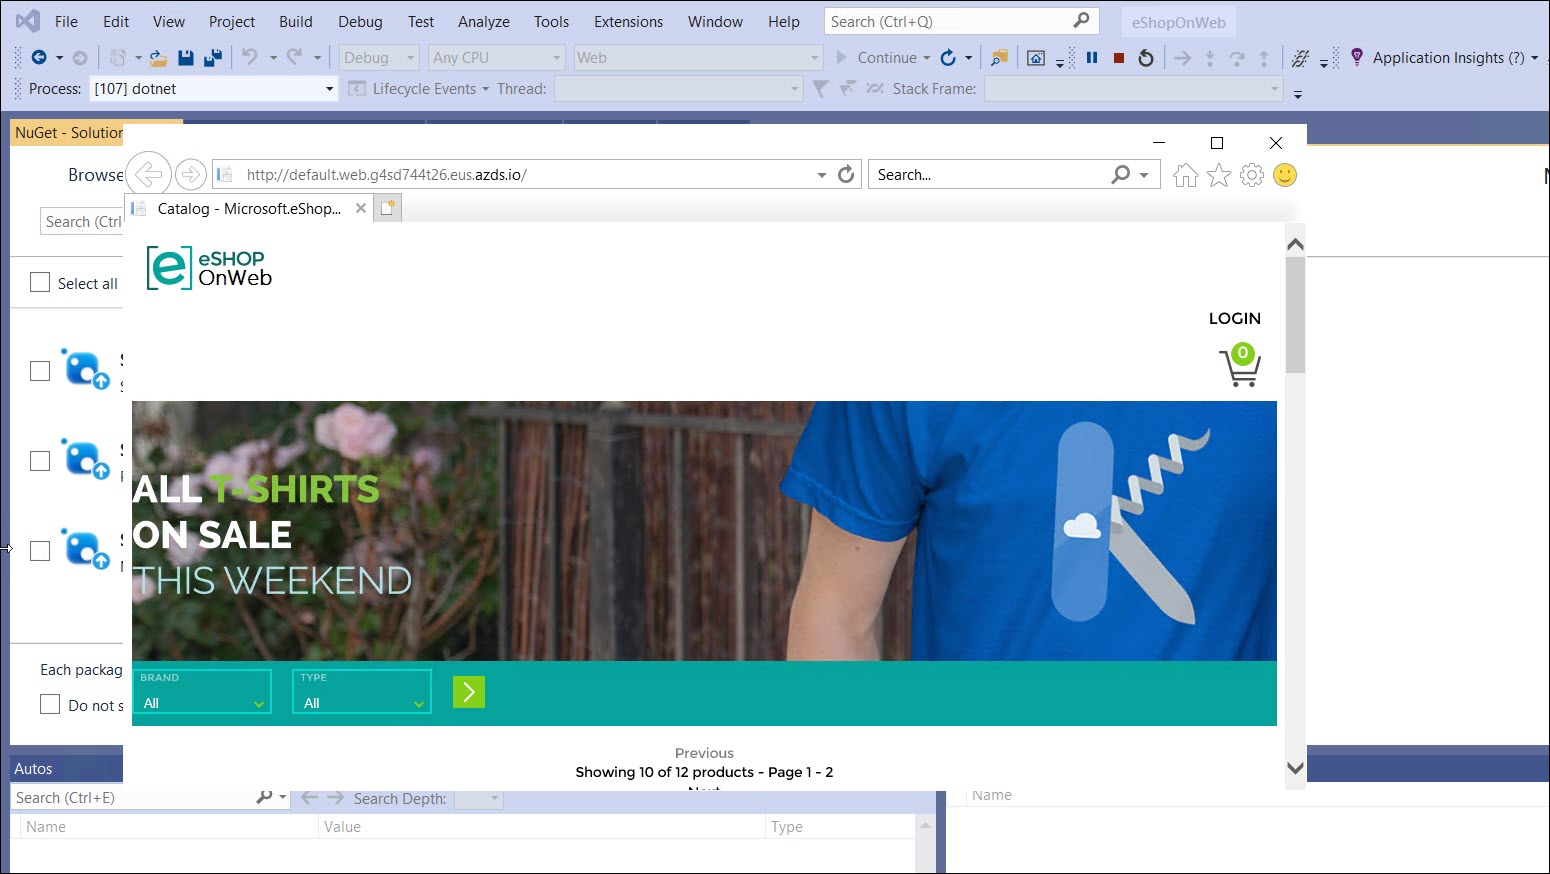 File Edit View Project Build Debug Test Analyze Tools Extensions Window Help Search (Ctrl+Q) eShopOnWeb
Debug Any CPU Web Continue Application Insights (?)
Process: [107] dotnet Lifecycle Events Thread: Stack Frame:
NuGet - Solution
Browse
http://default.web.g4sd744t26.eus.azds.io/ Search...
Catalog - Microsoft.eShop...
Search (Ctrl
eSHOP
OnWeb
Select all
LOGIN
0
ALL T-SHIRTS
ON SALE
THIS WEEKEND
Each packag
BRAND TYPE
All All
Do not s
Previous
Showing 10 of 12 products - Page 1 - 2
Next
Autos
Search (Ctrl+E) Search Depth:
Name
Name Value Type